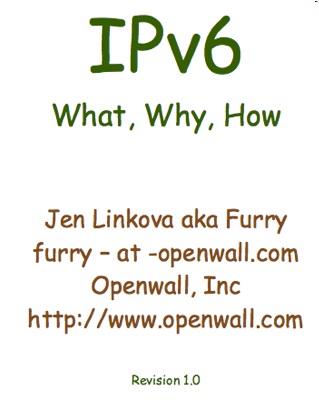 IPv6
What, Why, How
Jen Linkova aka Furry
furry – at -openwall.com
Openwall, Inc
http://www.openwall.com
Revision 1.0